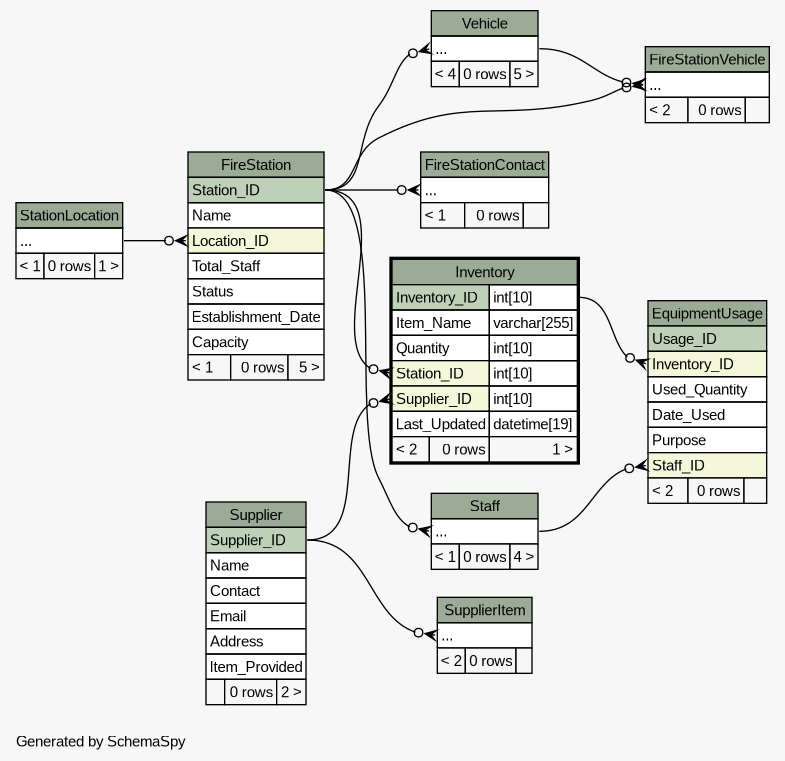 Vehicle
...
< 4 0 rows 5 >
FireStationVehicle
...
< 2 0 rows
FireStation
Station_ID
Name
Location_ID
Total_Staff
Status
Establishment_Date
Capacity
< 1 0 rows 5 >
FireStationContact
...
< 1 0 rows
StationLocation
...
< 1 0 rows 1 >
Inventory
Inventory_ID int[10]
Item_Name varchar[255]
Quantity int[10]
Station_ID int[10]
Supplier_ID int[10]
Last_Updated datetime[19]
< 2 0 rows 1 >
EquipmentUsage
Usage_ID
Inventory_ID
Used_Quantity
Date_Used
Purpose
Staff_ID
< 2 0 rows
Staff
...
< 1 0 rows 4 >
Supplier
Supplier_ID
Name
Contact
Email
Address
Item_Provided
0 rows 2 >
SupplierItem
...
< 2 0 rows
Generated by SchemaSpy